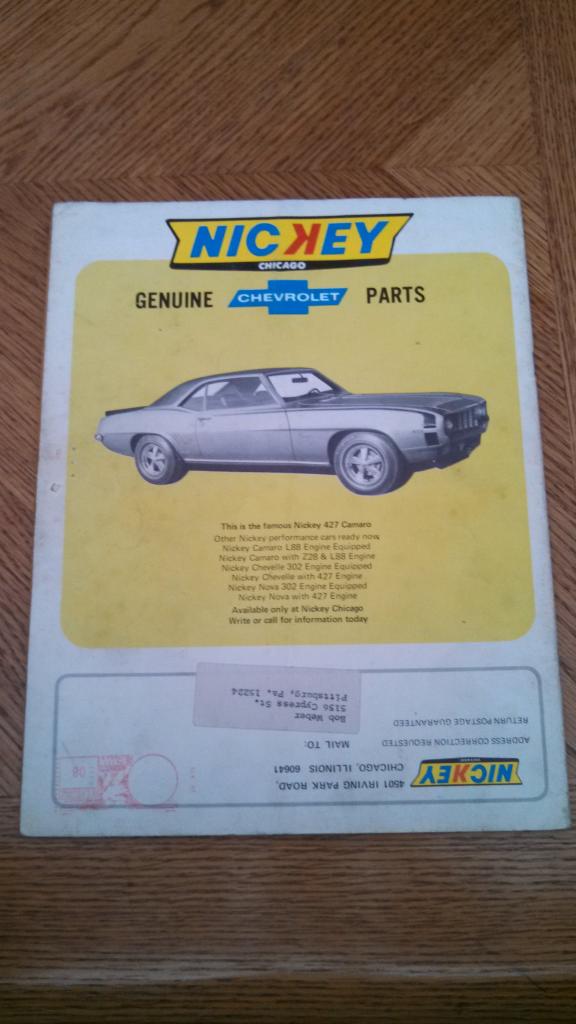 NICKEY
CHICAGO
GENUINE CHEVROLET PARTS
This is the famous Nickey 427 Camaro
Other Nickey performance cars ready now
Nickey Camaro L88 Engine Equipped
Nickey Camaro with Z28 & L88 Engine
Nickey Chevelle 302 Engine Equipped
Nickey Chevelle with 427 Engine
Nickey Nova 302 Engine Equipped
Nickey Nova with 427 Engine
Available only at Nickey Chicago
Write or call for information today
NICKEY
CHICAGO
4501 IRVING PARK ROAD,
CHICAGO, ILLINOIS 60641
ADDRESS CORRECTION REQUESTED
RETURN POSTAGE GUARANTEED
MAIL TO:
Bob Weber
5156 Cypress St.
Pittsburg, Pa. 15224